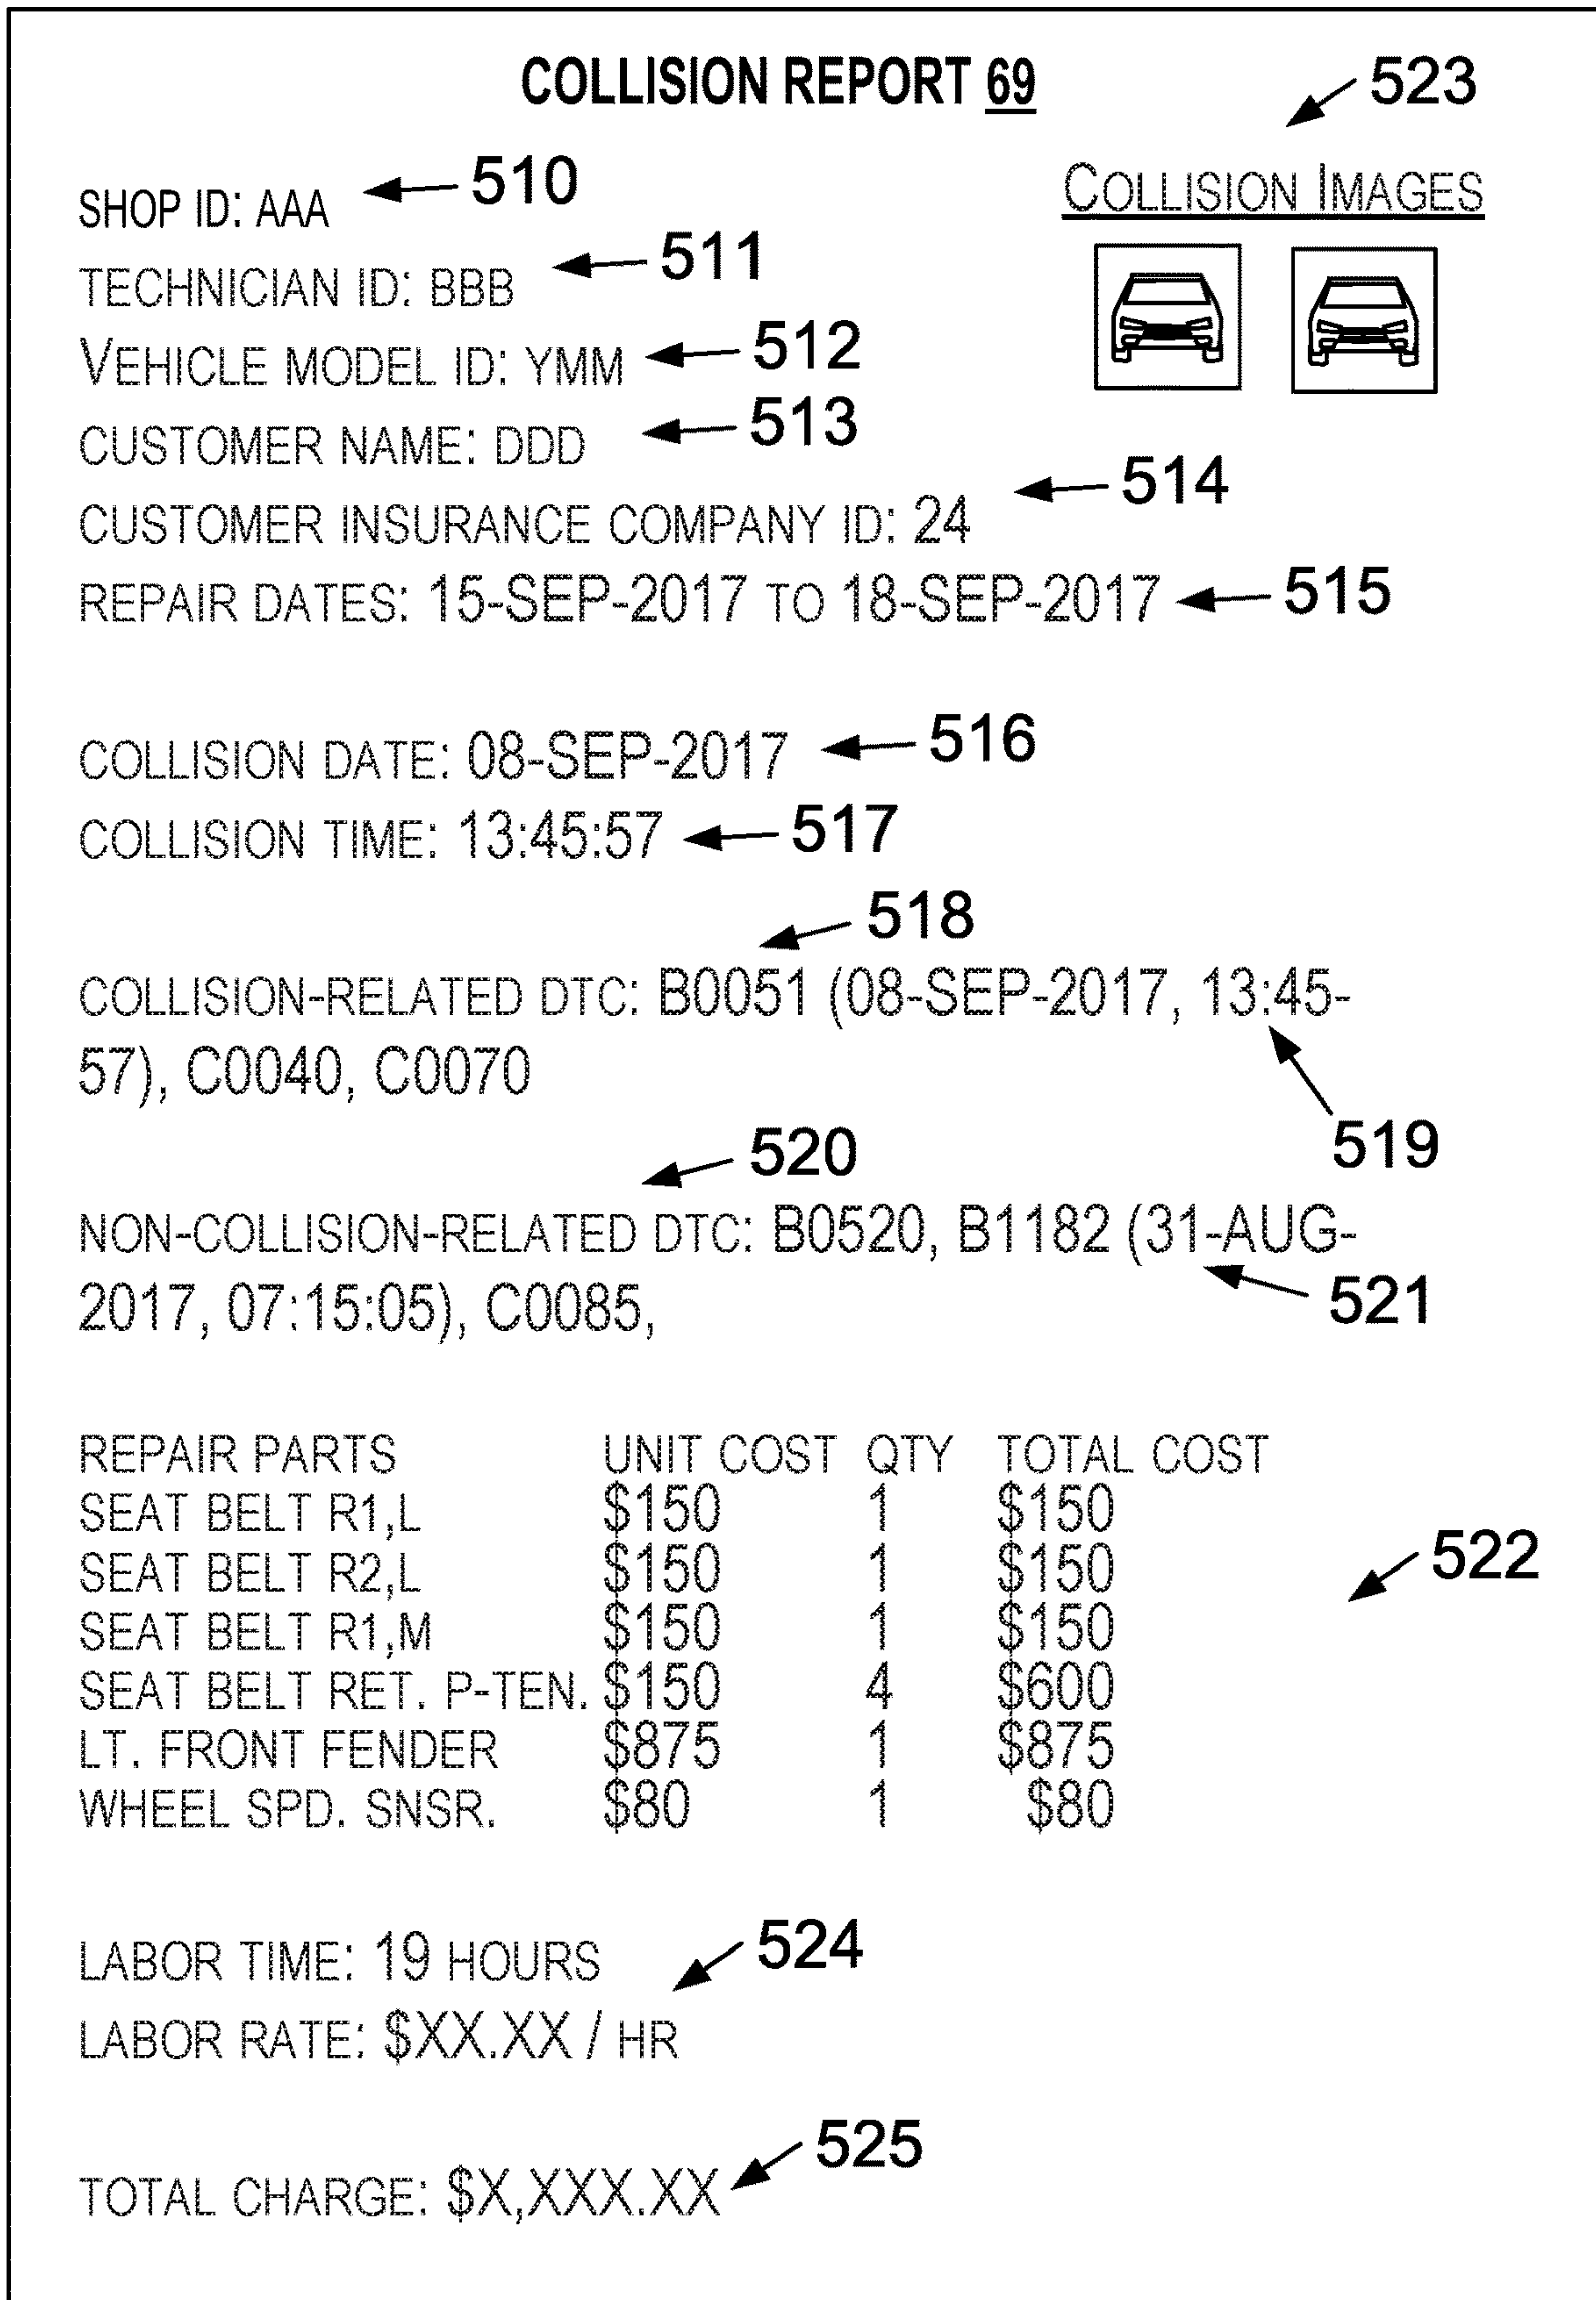 COLLISION REPORT 69
523
SHOP ID: AAA
510
COLLISION IMAGES
TECHNICIAN ID: BBB
511
VEHICLE MODEL ID: YMM
512
CUSTOMER NAME: DDD
513
CUSTOMER INSURANCE COMPANY ID: 24
514
REPAIR DATES: 15-SEP-2017 TO 18-SEP-2017
515
COLLISION DATE: 08-SEP-2017
516
COLLISION TIME: 13:45:57
517
518
COLLISION-RELATED DTC: B0051 (08-SEP-2017, 13:45-
57), C0040, C0070
519
520
NON-COLLISION-RELATED DTC: B0520, B1182 (31-AUG-
2017, 07:15:05), C0085,
521
REPAIR PARTS UNIT COST QTY TOTAL COST
SEAT BELT R1,L $150 1 $150
SEAT BELT R2,L $150 1 $150
522
SEAT BELT R1,M $150 1 $150
SEAT BELT RET. P-TEN. $150 4 $600
LT. FRONT FENDER $875 1 $875
WHEEL SPD. SNSR. $80 1 $80
LABOR TIME: 19 HOURS
524
LABOR RATE: $XX.XX / HR
525
TOTAL CHARGE: $X,XXX.XX